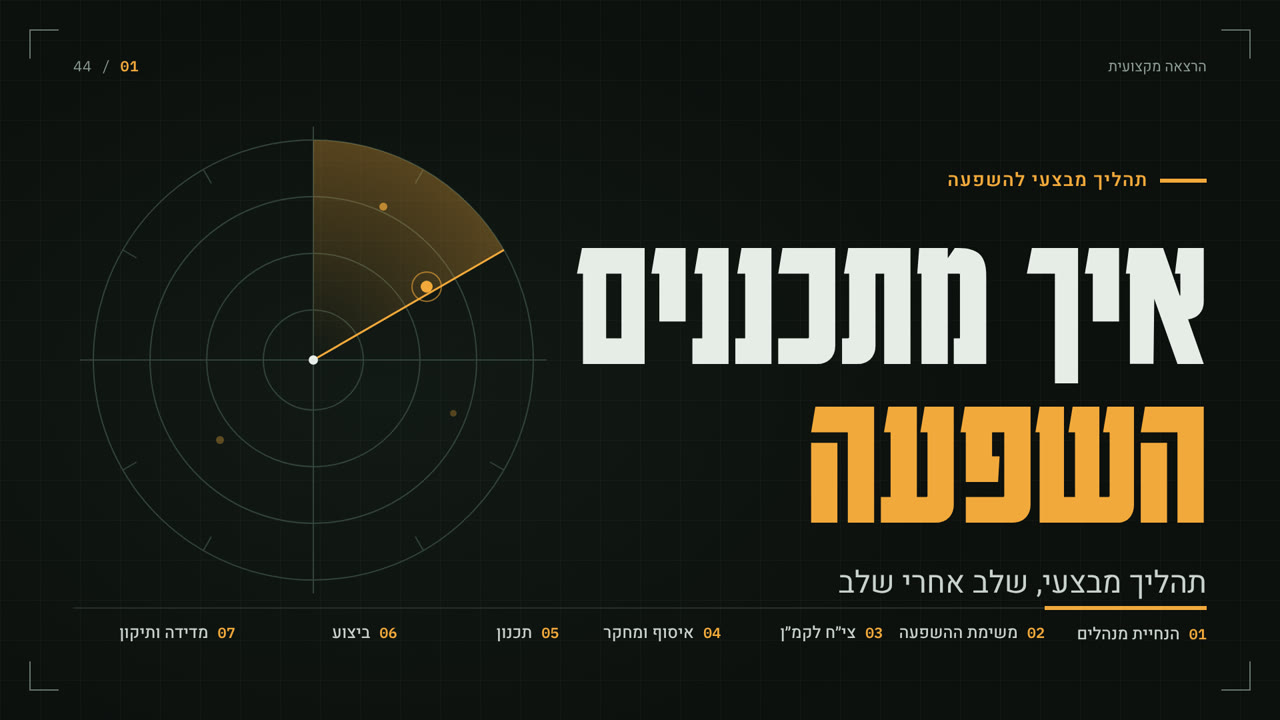 הרצאה מקצועית
01 / 44
תהליך מבצעי להשפעה
איך מתכננים
השפעה
תהליך מבצעי, שלב אחרי שלב
01 הנחיית מנהלים
02 משימת ההשפעה
03 צי״ח לקמ״ן
04 איסוף ומחקר
05 תכנון
06 ביצוע
07 מדידה ותיקון